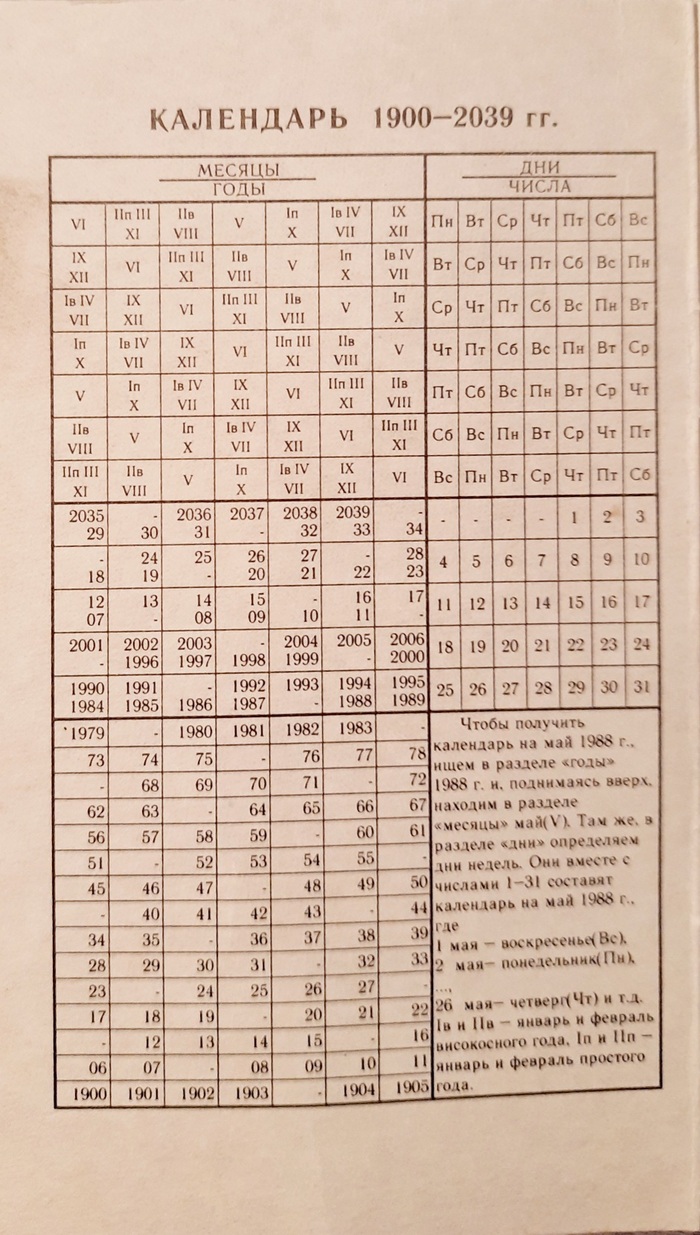 КАЛЕНДАРЬ 1900—2039 гг.
МЕСЯЦЫ ДНИ
ГОДЫ ЧИСЛА
VI IIп III IIв V Iп Iв IV IX Пн Вт Ср Чт Пт Сб Вс
XI VIII X VII XII
IX VI IIп III IIв V Iп Iв IV Вт Ср Чт Пт Сб Вс Пн
XII XI VIII X VII
Iв IV IX VI IIп III IIв V Iп Ср Чт Пт Сб Вс Пн Вт
VII XII XI VIII X
Iп Iв IV IX VI IIп III IIв V Чт Пт Сб Вс Пн Вт Ср
X VII XII XI VIII
V Iп Iв IV IX VI IIп III IIв Пт Сб Вс Пн Вт Ср Чт
X VII XII XI VIII
IIв V Iп Iв IV IX VI IIп III Сб Вс Пн Вт Ср Чт Пт
VIII X VII XII XI
IIп III IIв V Iп Iв IV IX VI Вс Пн Вт Ср Чт Пт Сб
XI VIII X VII XII
2035 - 2036 2037 2038 2039 - - - - - 1 2 3
29 30 31 - 32 33 34
- 24 25 26 27 - 28 4 5 6 7 8 9 10
18 19 - 20 21 22 23
12 13 14 15 - 16 17 11 12 13 14 15 16 17
07 - 08 09 10 11 -
2001 2002 2003 - 2004 2005 2006 18 19 20 21 22 23 24
- 1996 1997 1998 1999 - 2000
1990 1991 - 1992 1993 1994 1995 25 26 27 28 29 30 31
1984 1985 1986 1987 - 1988 1989
1979 - 1980 1981 1982 1983 -
73 74 75 - 76 77 78
- 68 69 70 71 - 72
62 63 - 64 65 66 67
56 57 58 59 - 60 61
51 - 52 53 54 55 -
45 46 47 - 48 49 50
- 40 41 42 43 - 44
34 35 - 36 37 38 39
28 29 30 31 - 32 33
23 - 24 25 26 27 -
17 18 19 - 20 21 22
- 12 13 14 15 - 16
06 07 - 08 09 10 11
1900 1901 1902 1903 - 1904 1905
Чтобы получить
календарь на май 1988 г.,
ищем в разделе «годы»
1988 г. и, поднимаясь вверх,
находим в разделе
«месяцы» май(V). Там же, в
разделе «дни» определяем
дни недель. Они вместе с
числами 1—31 составят
календарь на май 1988 г.,
где
1 мая — воскресенье(Вс),
2 мая— понедельник(Пн),
....,
26 мая— четверг(Чт) и т.д.
Iв и IIв — январь и февраль
високосного года, Iп и IIп —
январь и февраль простого
года.